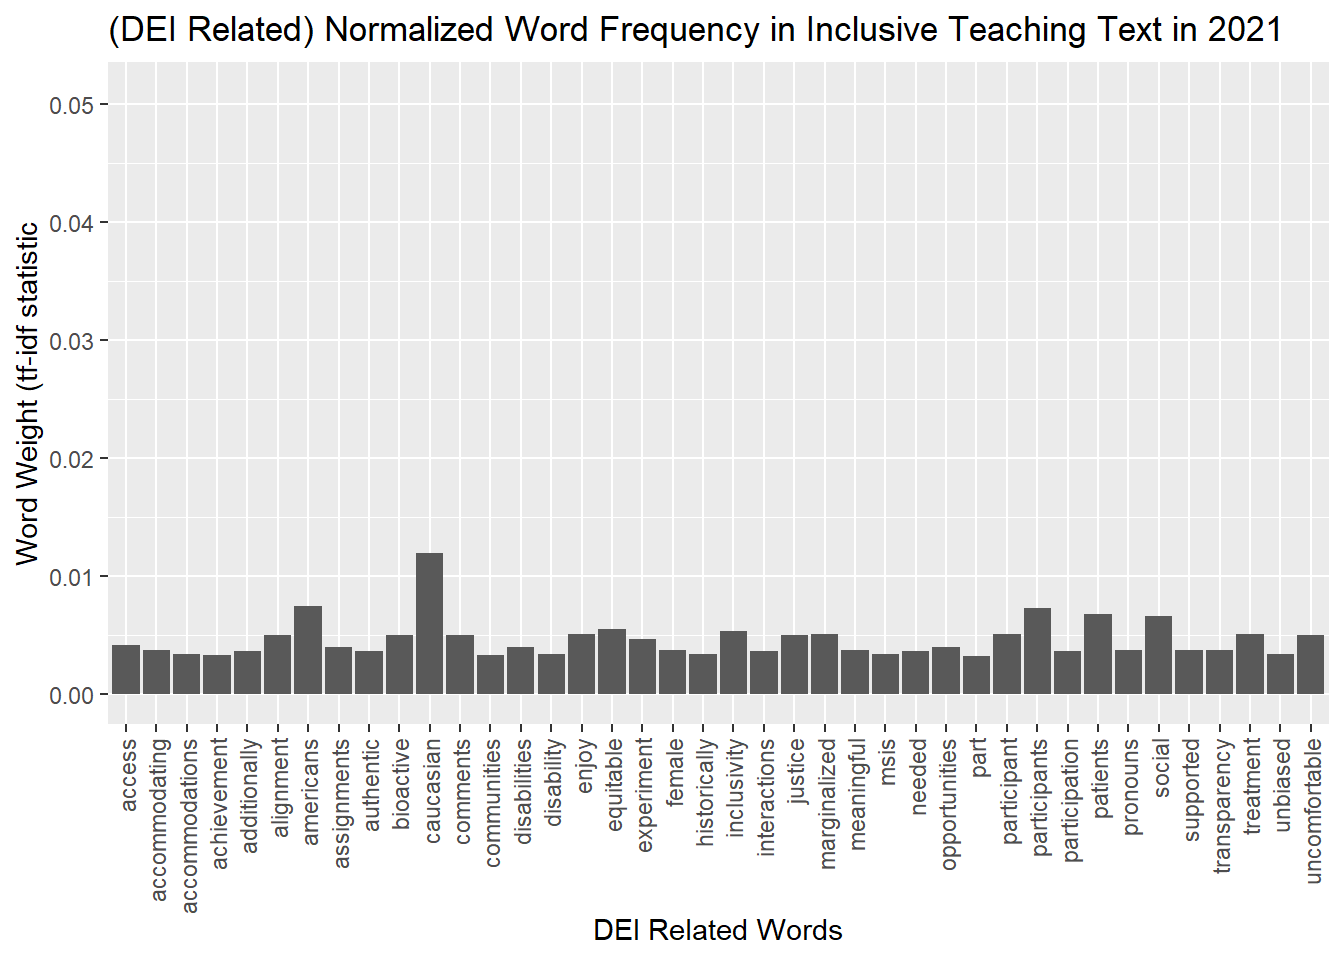 (DEI Related) Normalized Word Frequency in Inclusive Teaching Text in 2021
Word Weight (tf-idf statistic
0.05
0.04
0.03
0.02
0.01
0.00
access
accommodating
accommodations
achievement
additionally
alignment
americans
assignments
authentic
bioactive
caucasian
comments
communities
disabilities
disability
enjoy
equitable
experiment
female
historically
inclusivity
interactions
justice
marginalized
meaningful
msis
needed
opportunities
part
participant
participants
participation
patients
pronouns
social
supported
transparency
treatment
unbiased
uncomfortable
DEI Related Words